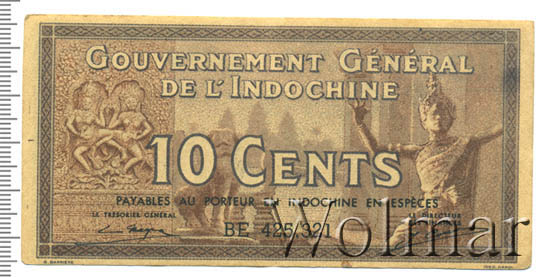 GOUVERNEMENT GÉNÉRAL
DE L'INDOCHINE
10 CENTS
PAYABLES AU PORTEUR EN INDOCHINE EN ESPÈCES
LE TRÉSORIER GÉNÉRAL
LE DIRECTEUR
BE 425,321
Wolmar